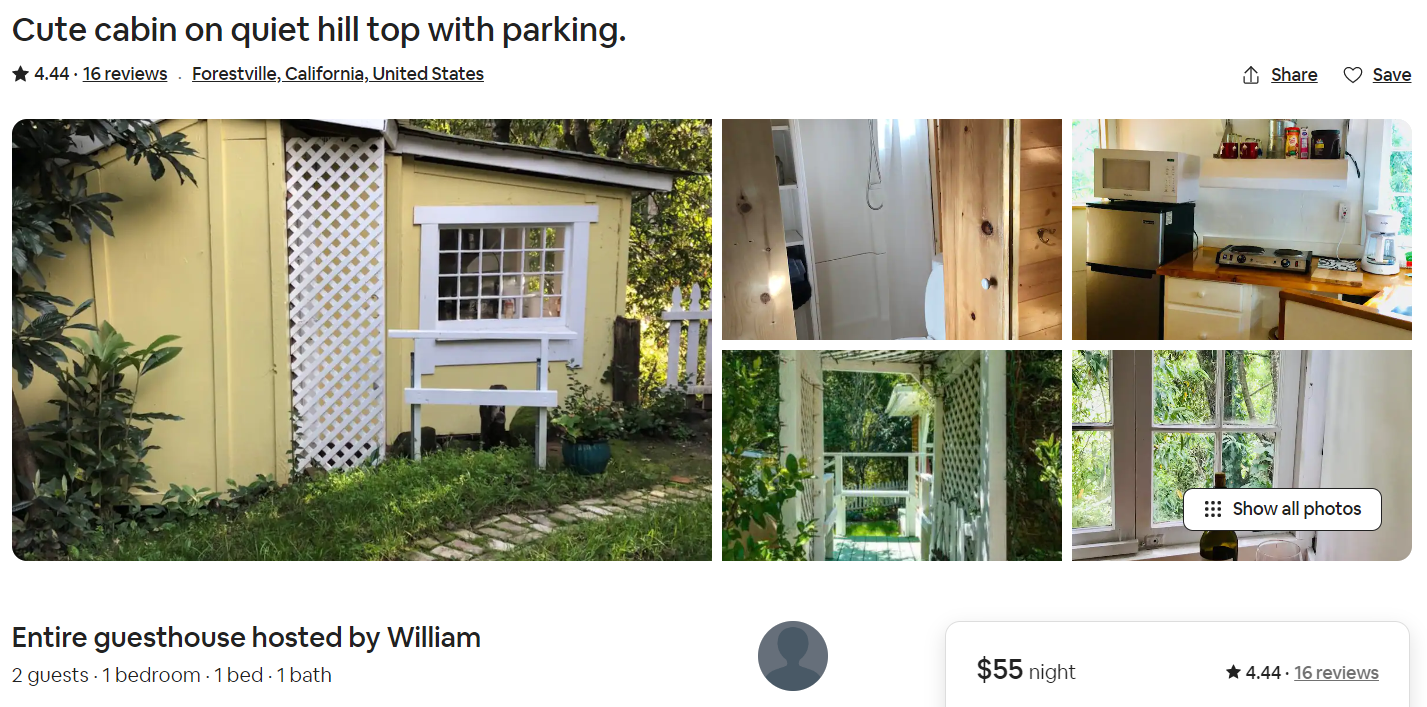 Cute cabin on quiet hill top with parking.
★ 4.44 · 16 reviews · Forestville, California, United States
Share Save
Show all photos
Entire guesthouse hosted by William
2 guests · 1 bedroom · 1 bed · 1 bath
$55 night
★ 4.44 · 16 reviews